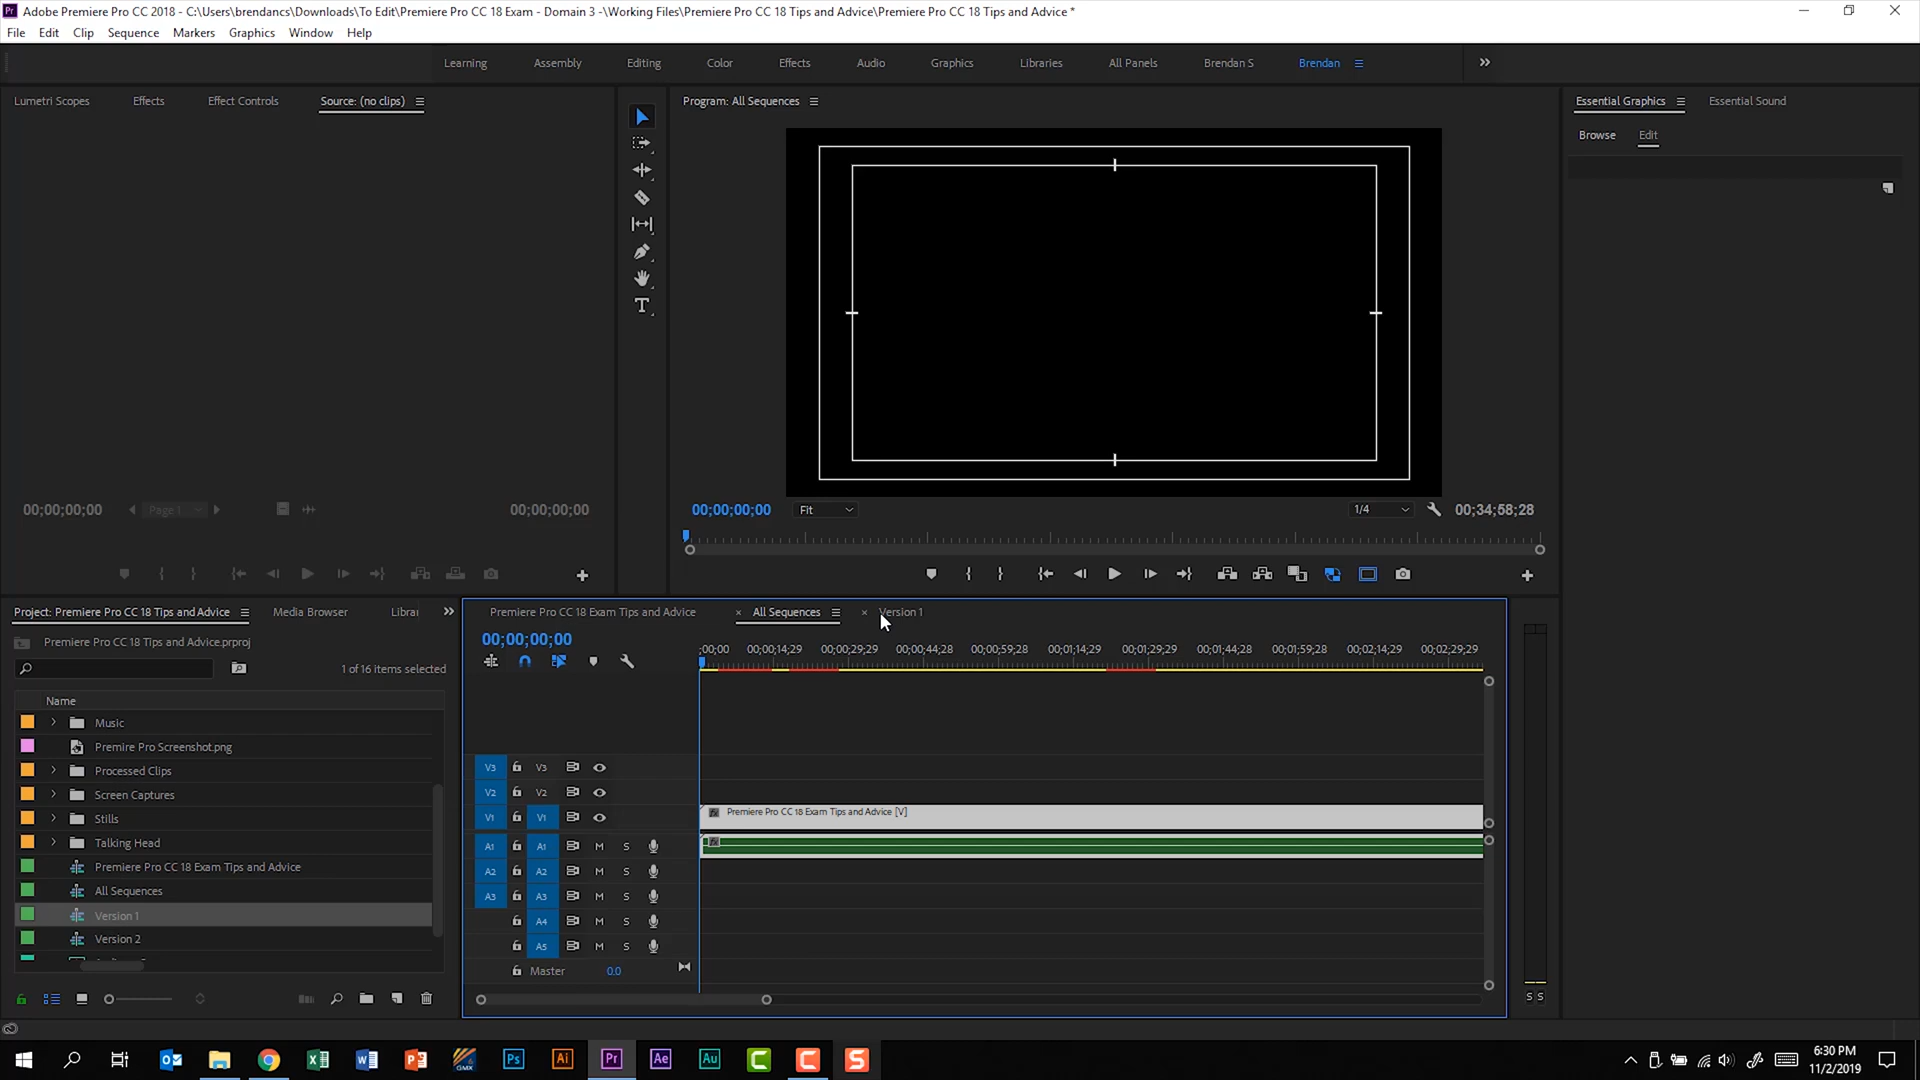 Adobe Premiere Pro CC 2018 - C:\Users\brendancs\Downloads\To Edit\Premiere Pro CC 18 Exam - Domain 3 -\Working Files\Premiere Pro CC 18 Tips and Advice\Premiere Pro CC 18 Tips and Advice *
File Edit Clip Sequence Markers Graphics Window Help
Learning Assembly Editing Color Effects Audio Graphics Libraries All Panels Brendan S Brendan
Lumetri Scopes Effects Effect Controls Source: (no clips) Program: All Sequences Essential Graphics Essential Sound
Browse Edit
00;00;00;00 Page 1 00;00;00;00 00;00;00;00 Fit 1/4 00;34;58;28
Project: Premiere Pro CC 18 Tips and Advice Media Browser Librar Premiere Pro CC 18 Exam Tips and Advice All Sequences Version 1
Premiere Pro CC 18 Tips and Advice.prproj
00;00;00;00
1 of 16 items selected
;00;00 00;00;14;29 00;00;29;29 00;00;44;28 00;00;59;28 00;01;14;29 00;01;29;29 00;01;44;28 00;01;59;28 00;02;14;29 00;02;29;29
Name
Music
Premire Pro Screenshot.png
Processed Clips
Screen Captures
Stills
Talking Head
Premiere Pro CC 18 Exam Tips and Advice
All Sequences
Version 1
Version 2
V3 V3
V2 V2
V1 V1 Premiere Pro CC 18 Exam Tips and Advice [V]
A1 A1 M S
A2 A2 M S
A3 A3 M S
A4 M S
A5 M S
Master 0.0
S S
Ps Ai Pr Ae Au C C S
6:30 PM
11/2/2019